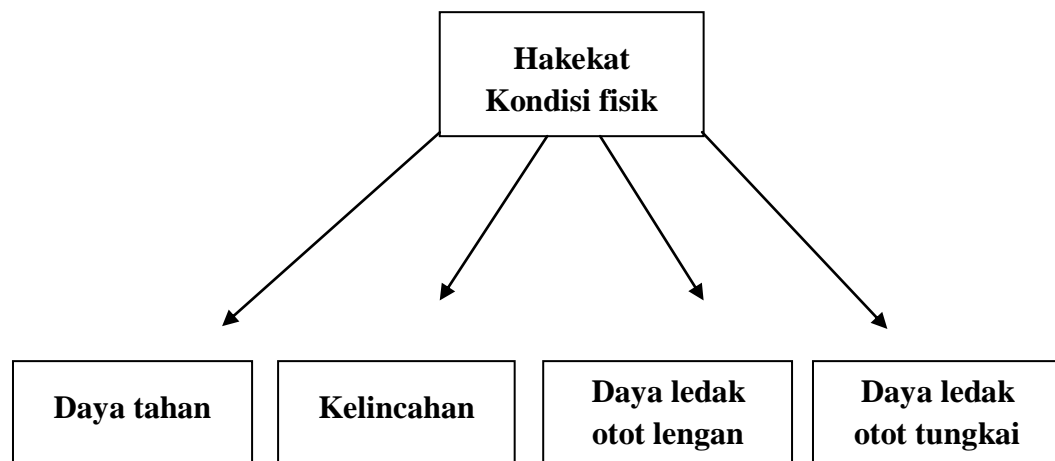 Hakekat
Kondisi fisik
Daya tahan
Kelincahan
Daya ledak
otot lengan
Daya ledak
otot tungkai